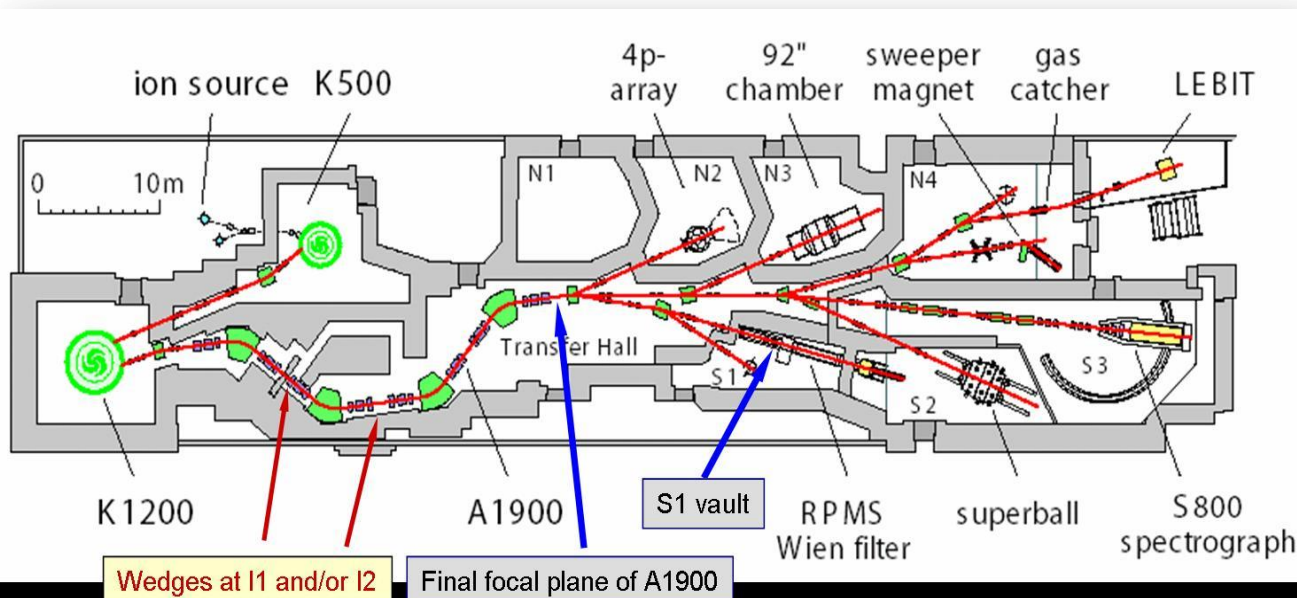 ion source
K500
4p-
array
92"
chamber
sweeper
magnet
gas
catcher
LEBIT
0
10m
N1
N2
N3
N4
Transfer Hall
S1
S2
S3
K1200
A1900
S1 vault
RPMS
Wien filter
superball
S800
spectrograph
Wedges at I1 and/or I2
Final focal plane of A1900